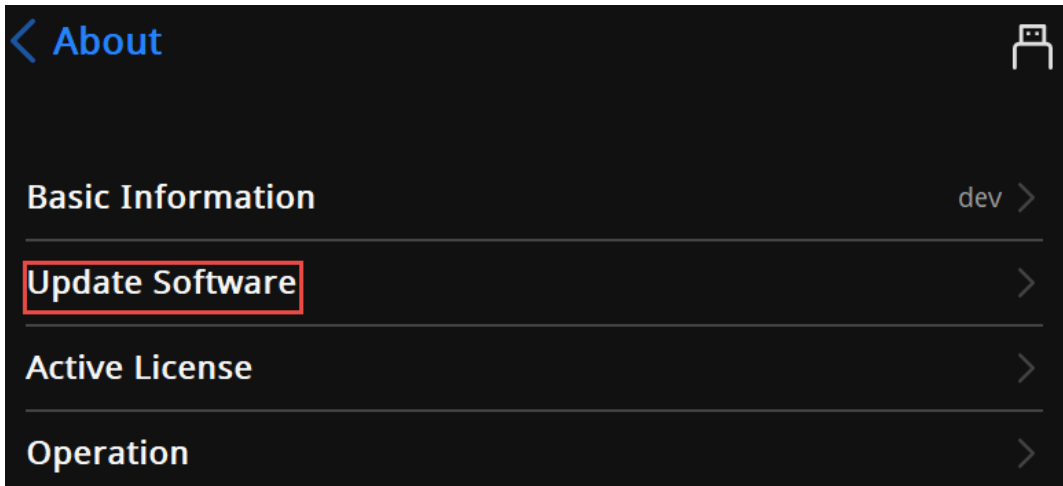 About
Basic Information dev
Update Software
Active License
Operation